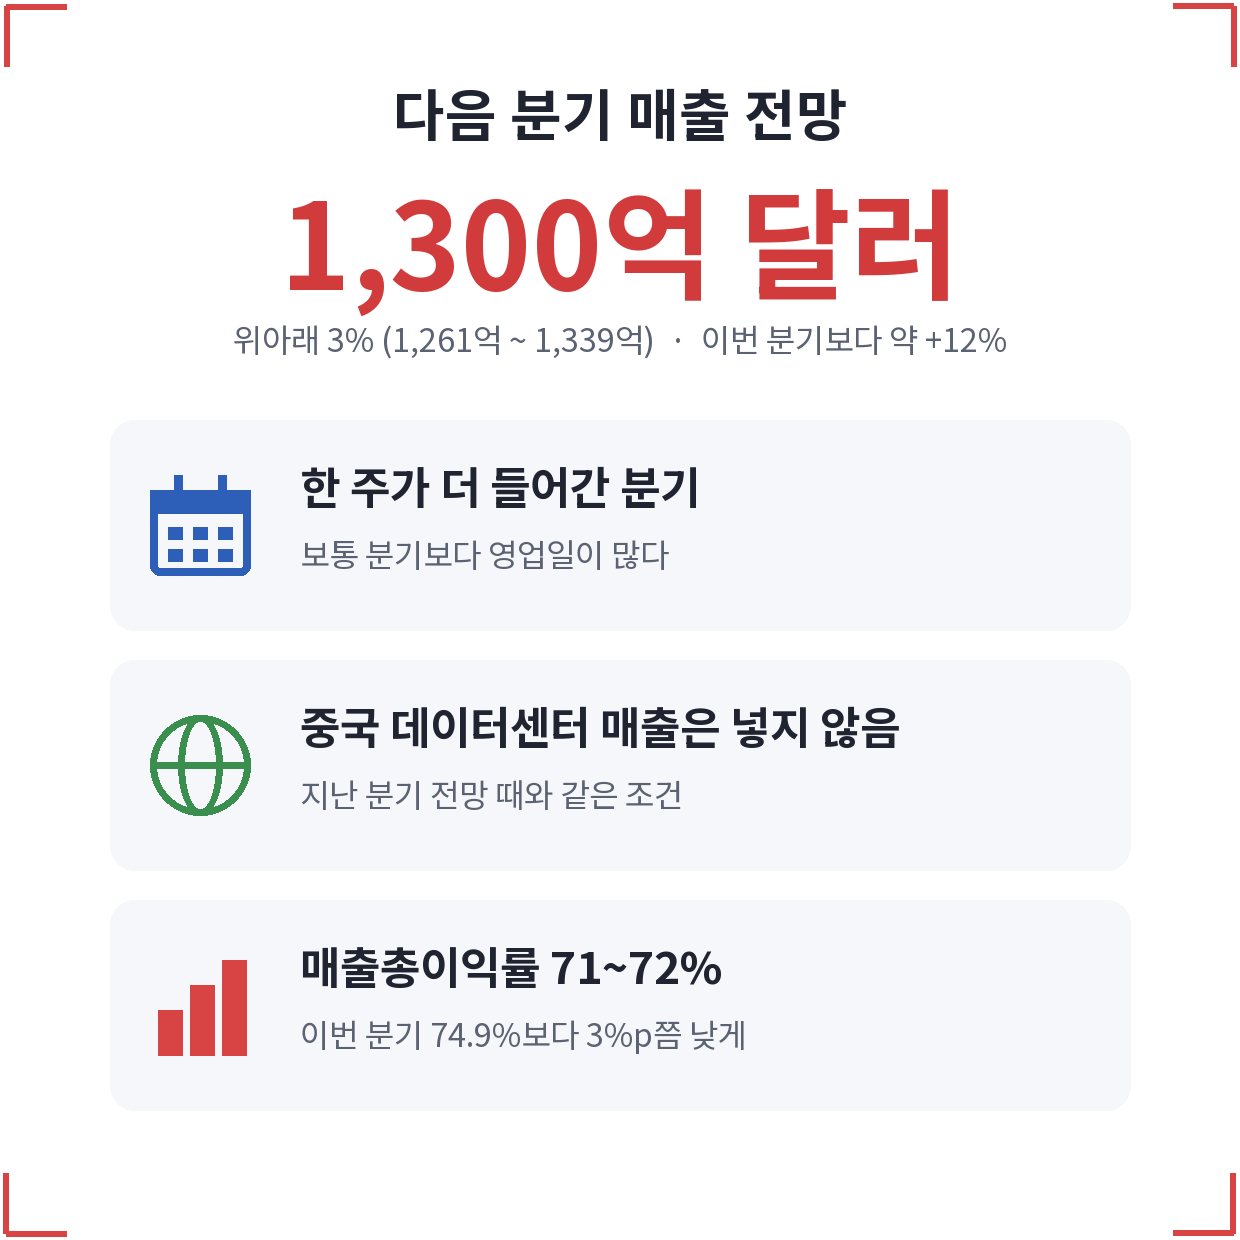 다음 분기 매출 전망
1,300억 달러
위아래 3% (1,261억 ~ 1,339억) · 이번 분기보다 약 +12%
한 주가 더 들어간 분기
보통 분기보다 영업일이 많다
중국 데이터센터 매출은 넣지 않음
지난 분기 전망 때와 같은 조건
매출총이익률 71~72%
이번 분기 74.9%보다 3%p쯤 낮게